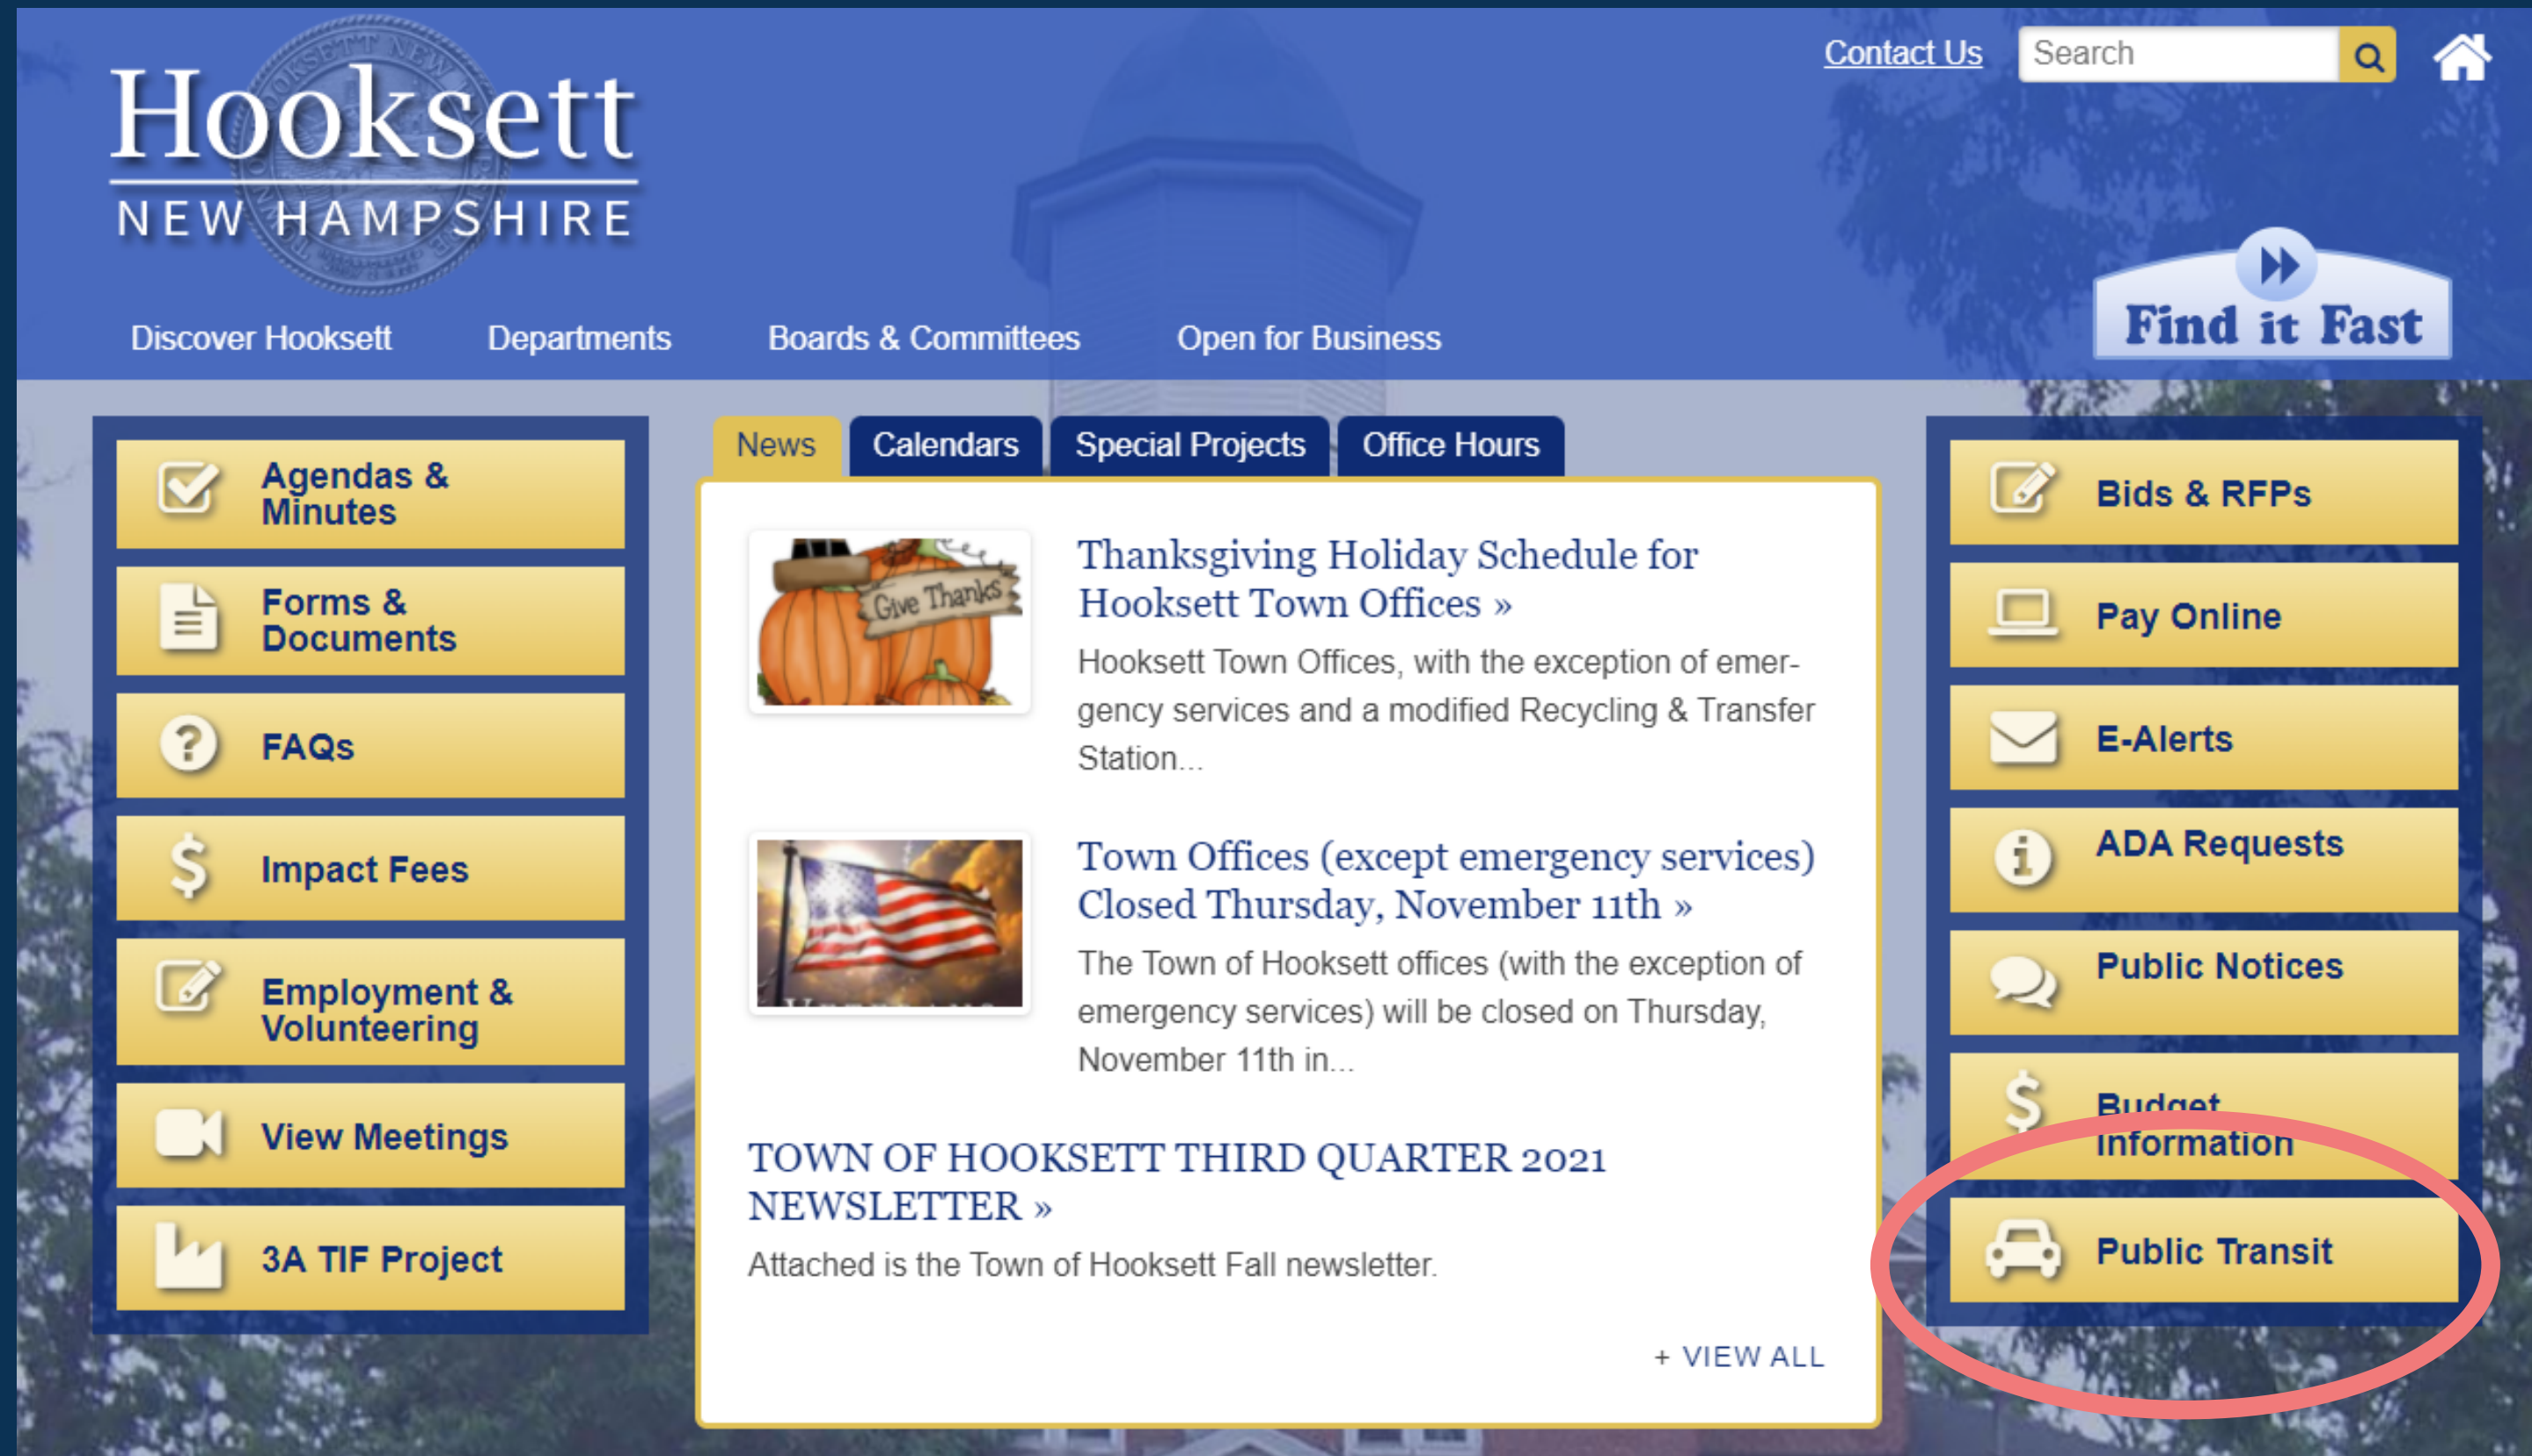 Hooksett
NEW HAMPSHIRE
Contact Us
Search
Find it Fast
Discover Hooksett
Departments
Boards & Committees
Open for Business
Agendas &
Minutes
Forms &
Documents
FAQs
Impact Fees
Employment &
Volunteering
View Meetings
3A TIF Project
News
Calendars
Special Projects
Office Hours
Give Thanks
Thanksgiving Holiday Schedule for
Hooksett Town Offices »
Hooksett Town Offices, with the exception of emer-
gency services and a modified Recycling & Transfer
Station...
Town Offices (except emergency services)
Closed Thursday, November 11th »
The Town of Hooksett offices (with the exception of
emergency services) will be closed on Thursday,
November 11th in...
TOWN OF HOOKSETT THIRD QUARTER 2021
NEWSLETTER »
Attached is the Town of Hooksett Fall newsletter.
+ VIEW ALL
Bids & RFPs
Pay Online
E-Alerts
ADA Requests
Public Notices
Budget
Information
Public Transit